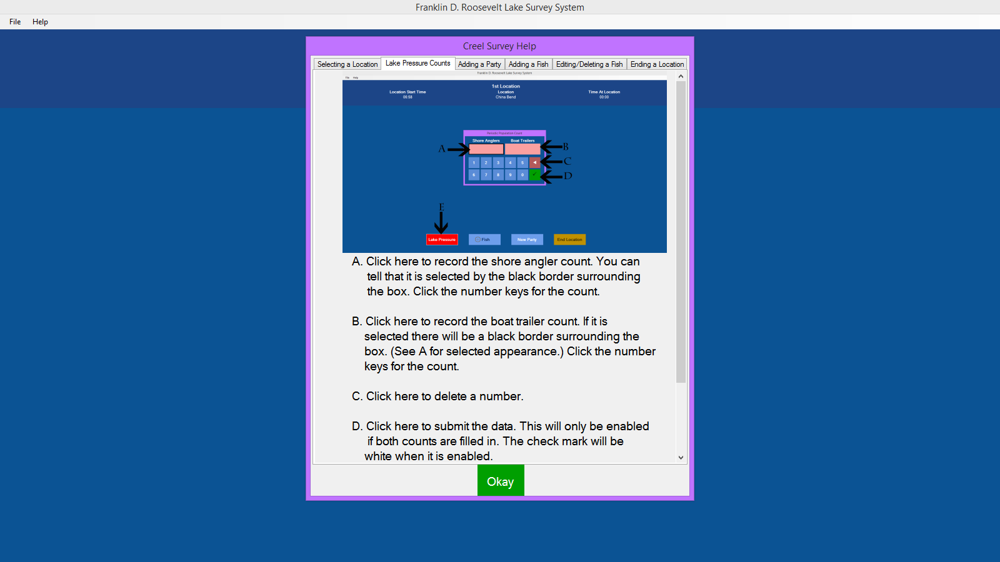 Franklin D. Roosevelt Lake Survey System
File Help
Creel Survey Help
Selecting a Location Lake Pressure Counts Adding a Party Adding a Fish Editing/Deleting a Fish Ending a Location
Franklin D. Roosevelt Lake Survey System
File Help
1st Location
Location Start Time Location Time At Location
06:58 China Bend 00:00
Periodic Population Count
Shore Anglers Boat Trailers
A B
1 2 3 4 5 C
6 7 8 9 0 D
E
Lake Pressure Fish New Party End Location
A. Click here to record the shore angler count. You can
tell that it is selected by the black border surrounding
the box. Click the number keys for the count.
B. Click here to record the boat trailer count. If it is
selected there will be a black border surrounding the
box. (See A for selected appearance.) Click the number
keys for the count.
C. Click here to delete a number.
D. Click here to submit the data. This will only be enabled
if both counts are filled in. The check mark will be
white when it is enabled.
Okay